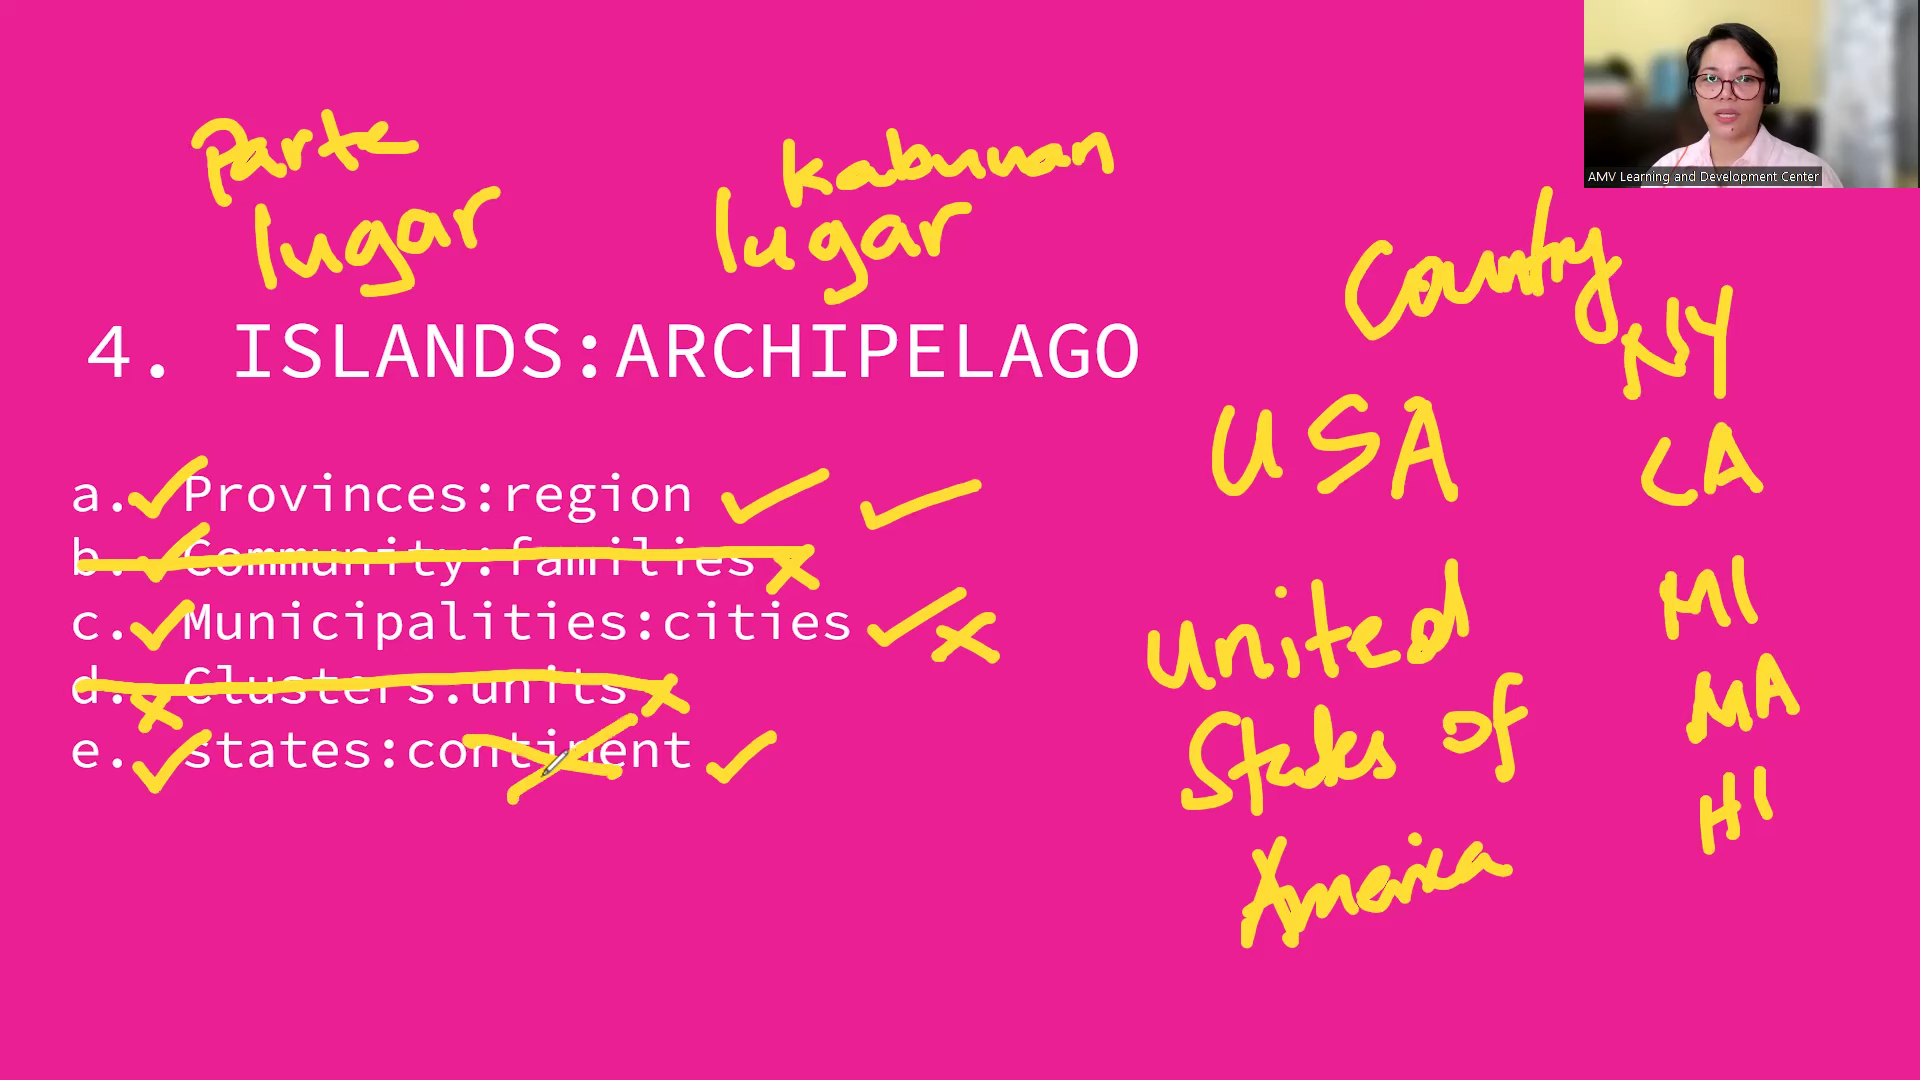 AMV Learning and Development Center
Parte
lugar
kabuuan
lugar
4. ISLANDS:ARCHIPELAGO
a. Provinces:region
b. Community:families
c. Municipalities:cities
d. Clusters:units
e. states:continent
Country
USA
United
States of
America
NY
CA
MI
MA
HI